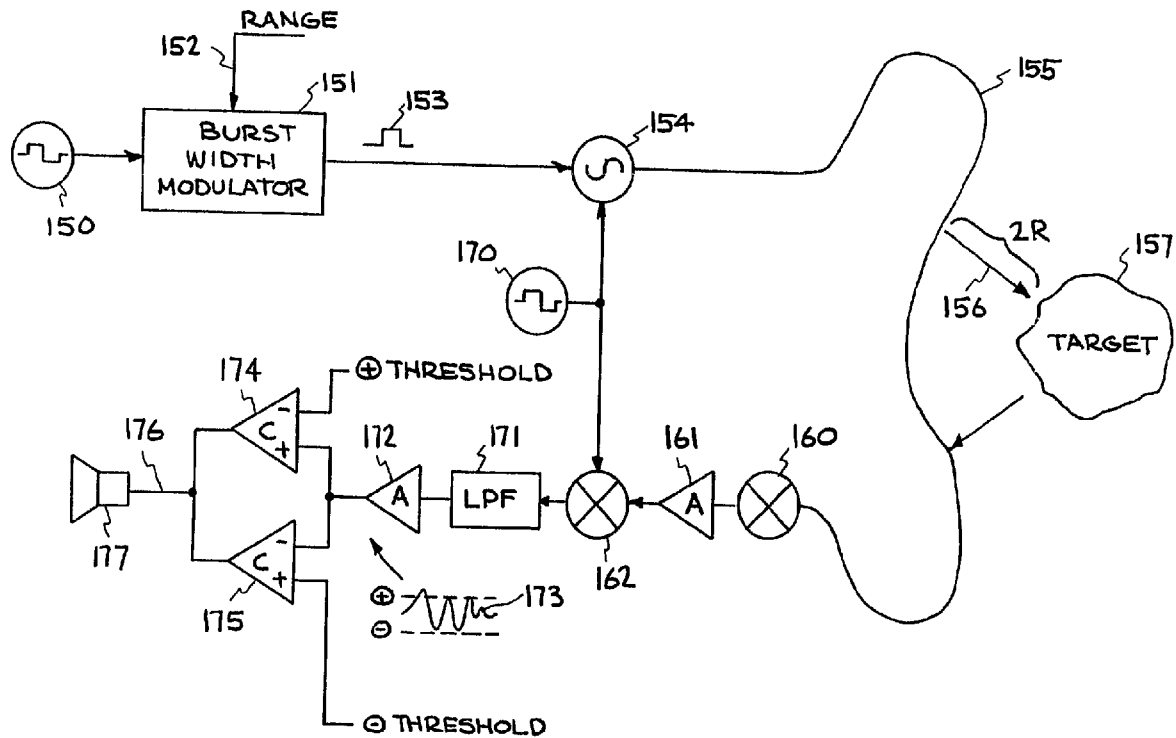 RANGE
152
151
153
154
155
BURST
WIDTH
MODULATOR
150
170
2R
157
156
TARGET
174
⊕ THRESHOLD
176
C
-
+
172
171
161
160
A
LPF
A
177
C
-
+
175
162
⊕
⊖
173
⊖ THRESHOLD